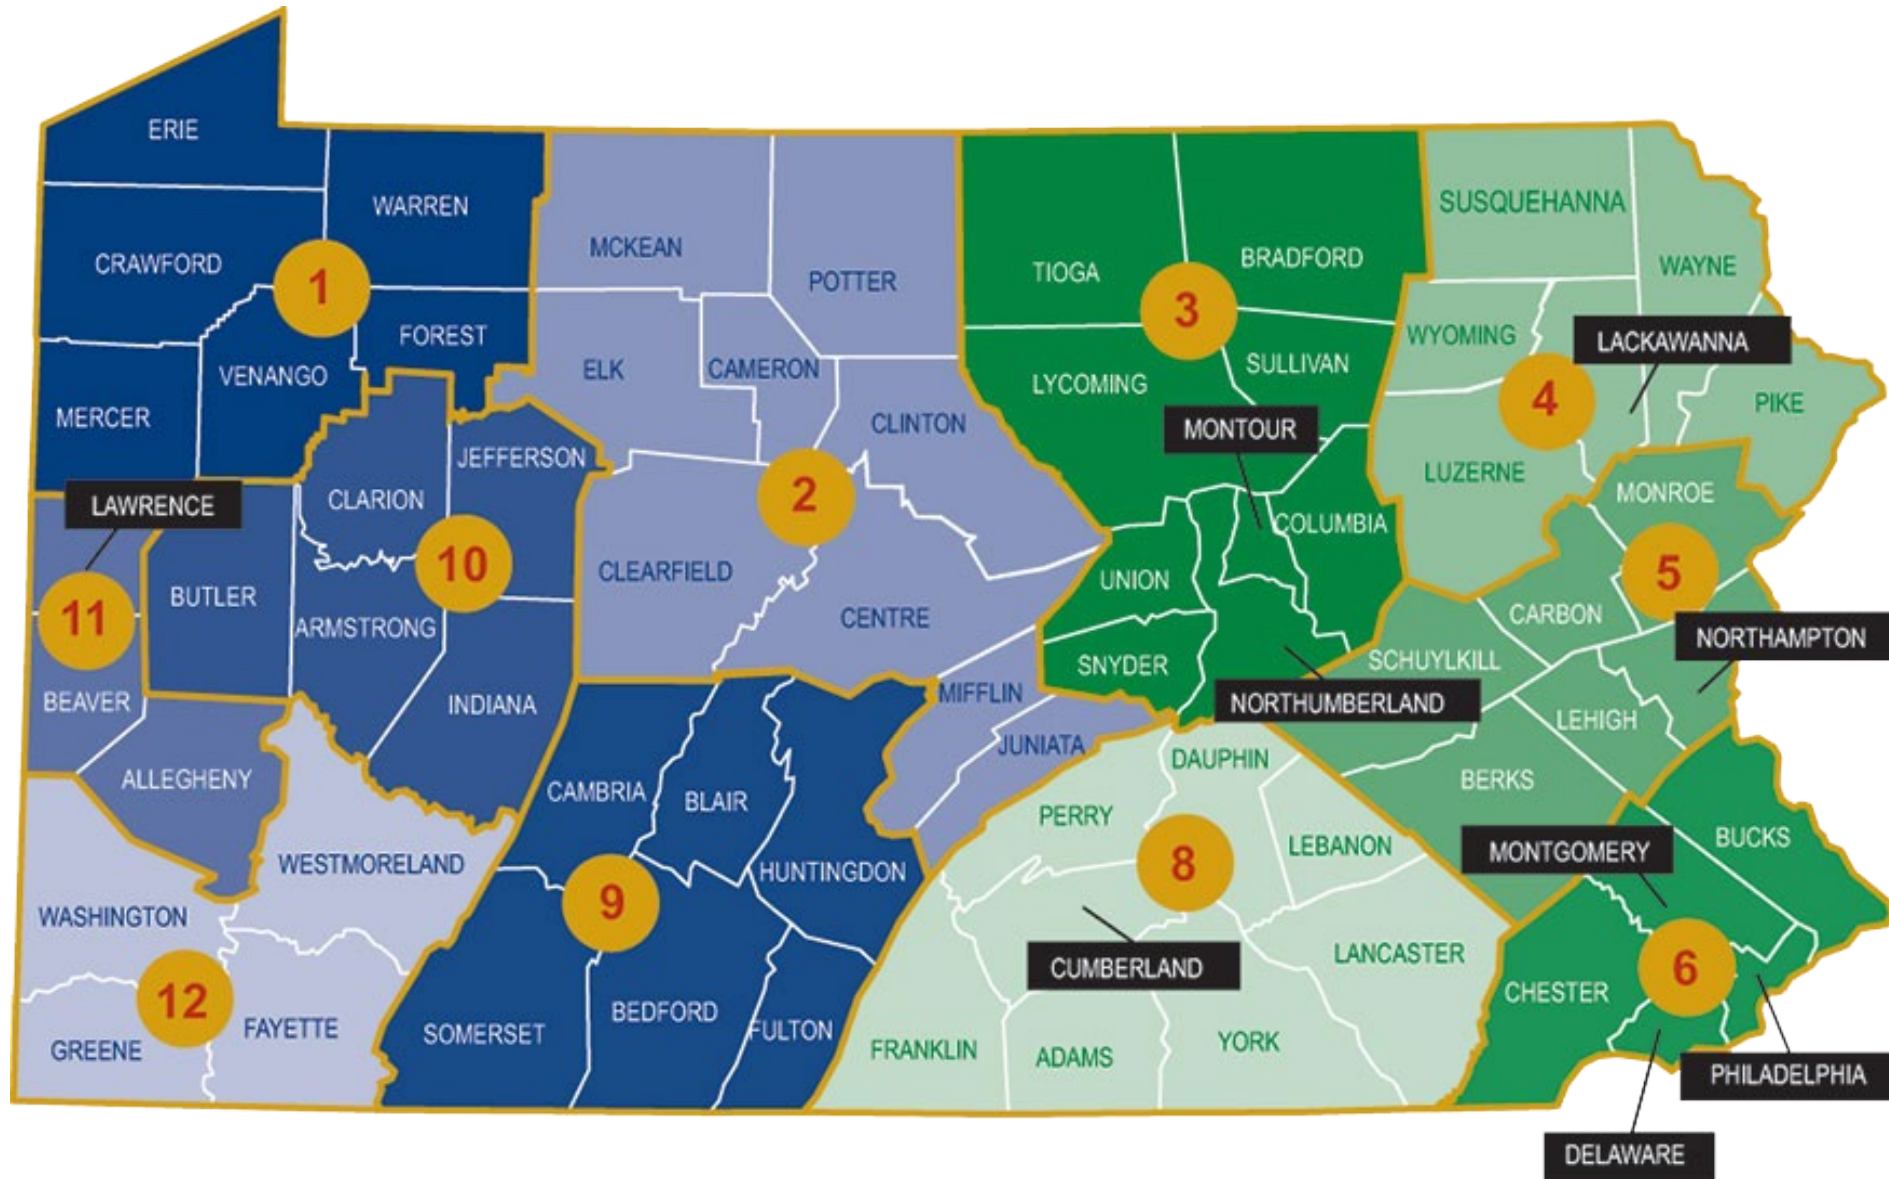 ERIE
WARREN
CRAWFORD
1
FOREST
VENANGO
MERCER
MCKEAN
POTTER
ELK
CAMERON
CLINTON
2
CLEARFIELD
CENTRE
MIFFLIN
JUNIATA
TIOGA
BRADFORD
3
SULLIVAN
LYCOMING
MONTOUR
COLUMBIA
UNION
SNYDER
NORTHUMBERLAND
SUSQUEHANNA
WAYNE
WYOMING
LACKAWANNA
4
PIKE
LUZERNE
MONROE
5
CARBON
NORTHAMPTON
SCHUYLKILL
LEHIGH
BERKS
LAWRENCE
11
BEAVER
ALLEGHENY
CLARION
JEFFERSON
10
BUTLER
ARMSTRONG
INDIANA
WESTMORELAND
WASHINGTON
12
GREENE
FAYETTE
CAMBRIA
BLAIR
HUNTINGDON
9
SOMERSET
BEDFORD
FULTON
DAUPHIN
PERRY
LEBANON
8
CUMBERLAND
LANCASTER
FRANKLIN
ADAMS
YORK
BUCKS
MONTGOMERY
6
CHESTER
PHILADELPHIA
DELAWARE